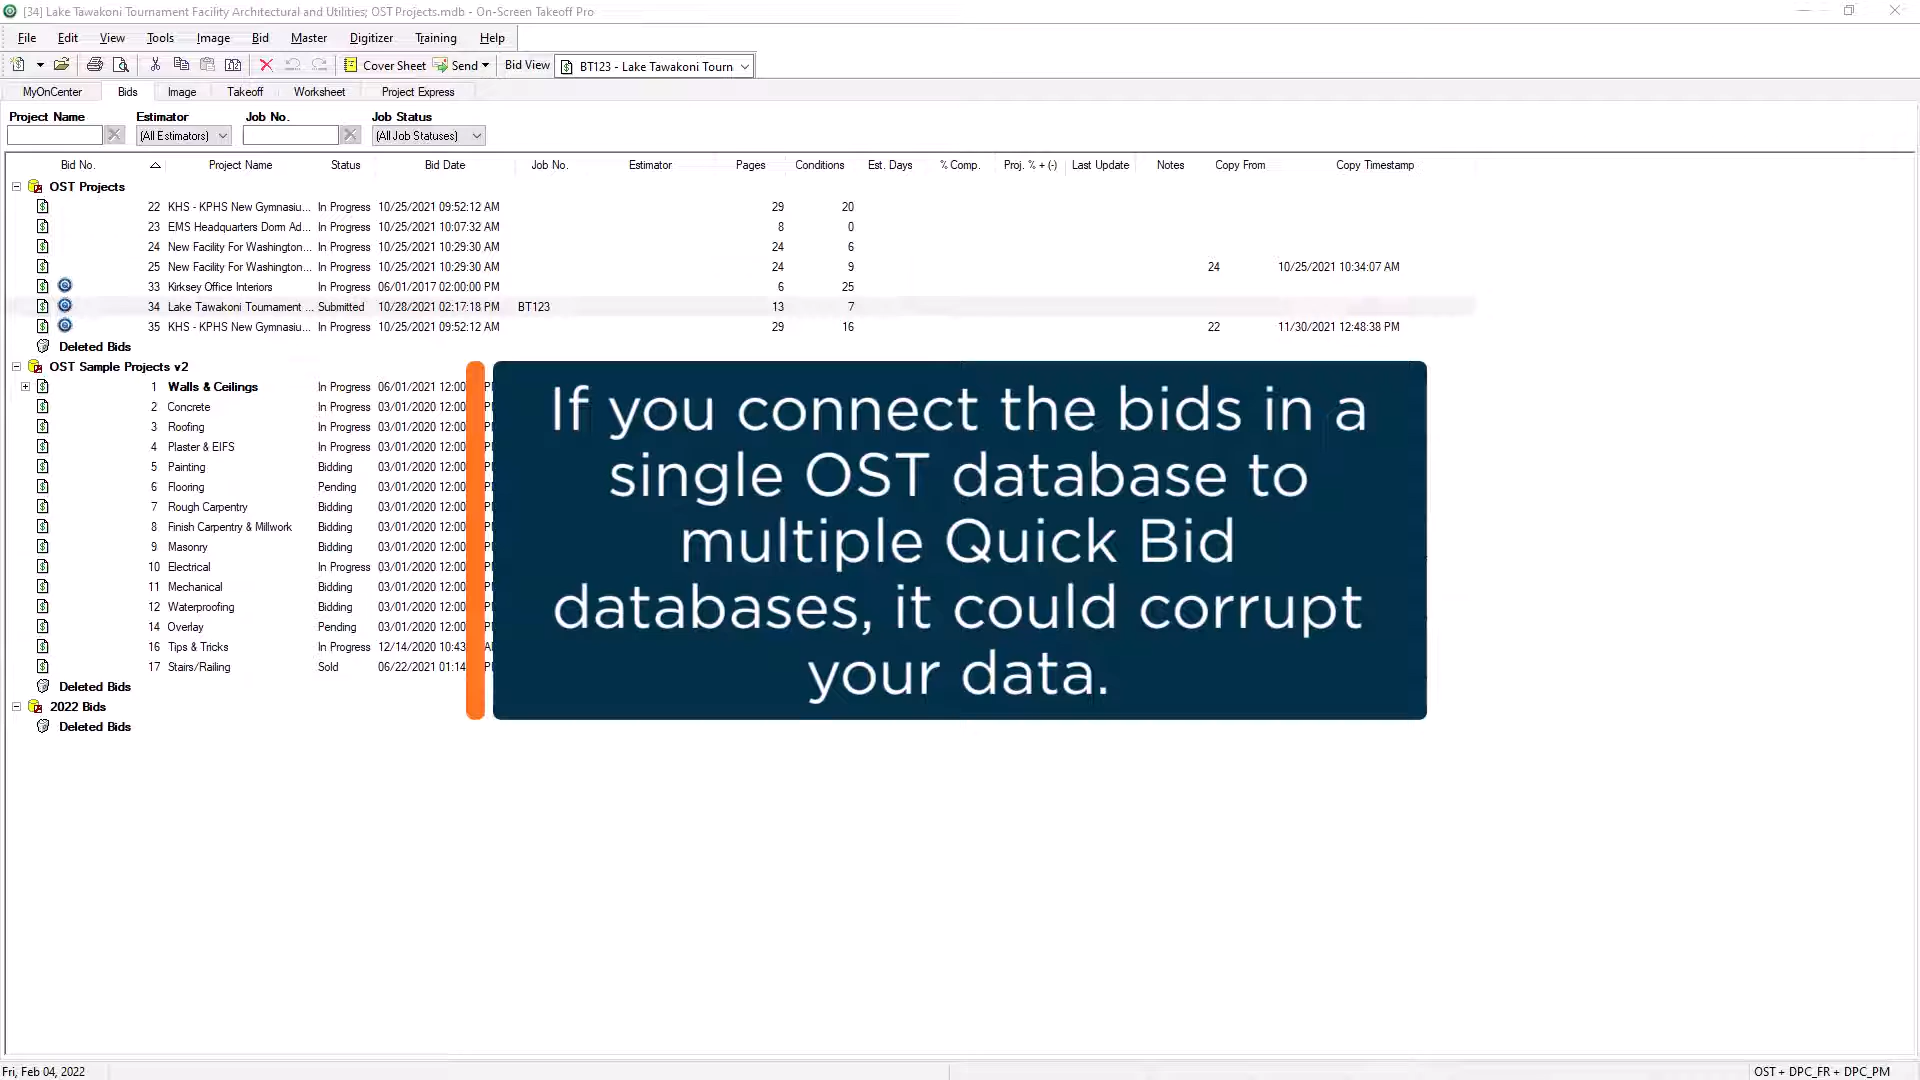 [34] Lake Tawakoni Tournament Facility Architectural and Utilities; OST Projects.mdb - On-Screen Takeoff Pro
File Edit View Tools Image Bid Master Digitizer Training Help
Cover Sheet Send Bid View BT123 - Lake Tawakoni Tourn
MyOnCenter Bids Image Takeoff Worksheet Project Express
Project Name Estimator Job No. Job Status
(All Estimators) (All Job Statuses)
Bid No. Project Name Status Bid Date Job No. Estimator Pages Conditions Est. Days % Comp. Proj. % + (-) Last Update Notes Copy From Copy Timestamp
OST Projects
22 KHS - KPHS New Gymnasiu... In Progress 10/25/2021 09:52:12 AM 29 20
23 EMS Headquarters Dorm Ad... In Progress 10/25/2021 10:07:32 AM 8 0
24 New Facility For Washington... In Progress 10/25/2021 10:29:30 AM 24 6
25 New Facility For Washington... In Progress 10/25/2021 10:29:30 AM 24 9 24 10/25/2021 10:34:07 AM
33 Kirksey Office Interiors In Progress 06/01/2017 02:00:00 PM 6 25
34 Lake Tawakoni Tournament ... Submitted 10/28/2021 02:17:18 PM BT123 13 7
35 KHS - KPHS New Gymnasiu... In Progress 10/25/2021 09:52:12 AM 29 16 22 11/30/2021 12:48:38 PM
Deleted Bids
OST Sample Projects v2
1 Walls & Ceilings In Progress 06/01/2021 12:00
2 Concrete In Progress 03/01/2020 12:00
3 Roofing In Progress 03/01/2020 12:00
4 Plaster & EIFS In Progress 03/01/2020 12:00
5 Painting Bidding 03/01/2020 12:00
6 Flooring Pending 03/01/2020 12:00
7 Rough Carpentry Bidding 03/01/2020 12:00
8 Finish Carpentry & Millwork Bidding 03/01/2020 12:00
9 Masonry Bidding 03/01/2020 12:00
10 Electrical In Progress 03/01/2020 12:00
11 Mechanical Bidding 03/01/2020 12:00
12 Waterproofing Bidding 03/01/2020 12:00
14 Overlay Pending 03/01/2020 12:00
16 Tips & Tricks In Progress 12/14/2020 10:43
17 Stairs/Railing Sold 06/22/2021 01:14
Deleted Bids
2022 Bids
Deleted Bids
If you connect the bids in a
single OST database to
multiple Quick Bid
databases, it could corrupt
your data.
Fri, Feb 04, 2022 OST + DPC_FR + DPC_PM